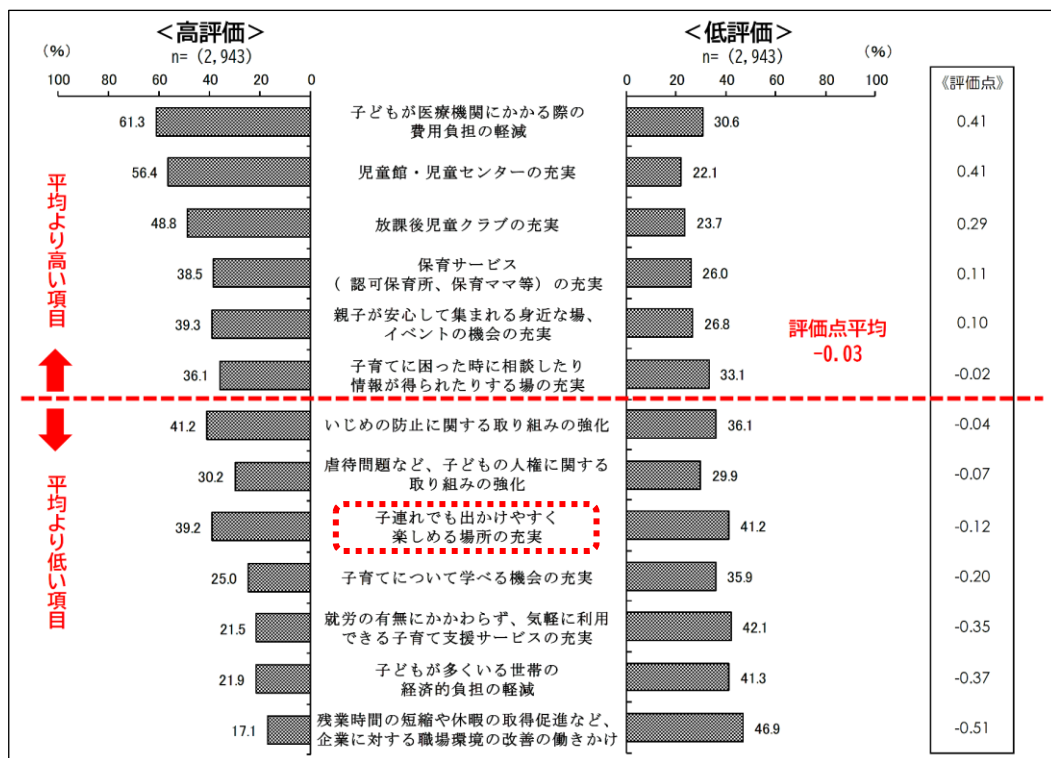 ＜高評価＞
n= (2,943)
(％)
100 80 60 40 20 0
＜低評価＞
n= (2,943)
(％)
0 20 40 60 80 100
《評価点》
61.3
子どもが医療機関にかかる際の
費用負担の軽減
30.6
0.41
56.4
児童館・児童センターの充実
22.1
0.41
48.8
放課後児童クラブの充実
23.7
0.29
38.5
保育サービス
（ 認可保育所、保育ママ等）の充実
26.0
0.11
39.3
親子が安心して集まれる身近な場、
イベントの機会の充実
26.8
0.10
36.1
子育てに困った時に相談したり
情報が得られたりする場の充実
33.1
-0.02
平均より高い項目
評価点平均
-0.03
41.2
いじめの防止に関する取り組みの強化
36.1
-0.04
30.2
虐待問題など、子どもの人権に関する
取り組みの強化
29.9
-0.07
39.2
子連れでも出かけやすく
楽しめる場所の充実
41.2
-0.12
25.0
子育てについて学べる機会の充実
35.9
-0.20
21.5
就労の有無にかかわらず、気軽に利用
できる子育て支援サービスの充実
42.1
-0.35
21.9
子どもが多くいる世帯の
経済的負担の軽減
41.3
-0.37
17.1
残業時間の短縮や休暇の取得促進など、
企業に対する職場環境の改善の働きかけ
46.9
-0.51
平均より低い項目